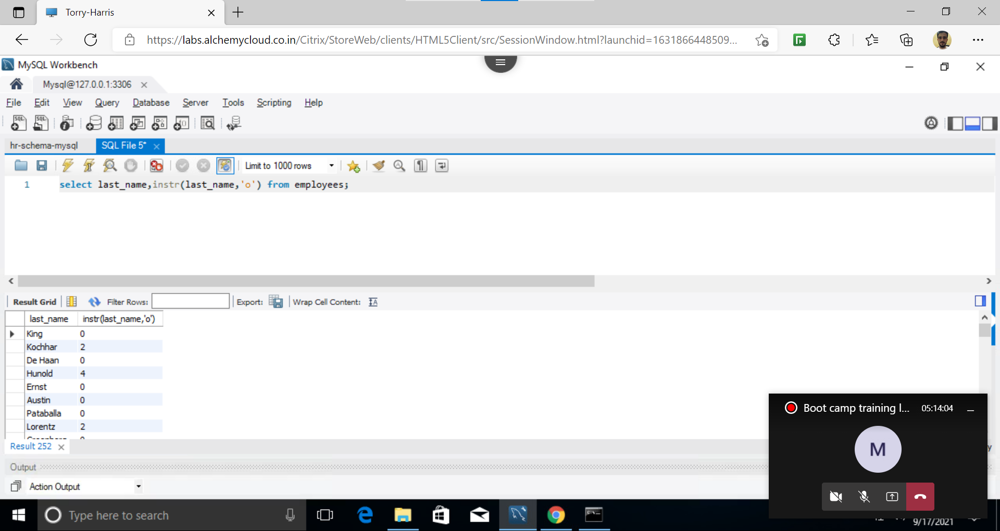 Torry-Harris
https://labs.alchemycloud.co.in/Citrix/StoreWeb/clients/HTML5Client/src/SessionWindow.html?launchid=1631866448509...
MySQL Workbench
Mysql@127.0.0.1:3306
File Edit View Query Database Server Tools Scripting Help
hr-schema-mysql SQL File 5*
Limit to 1000 rows
1 select last_name,instr(last_name,'o') from employees;
Result Grid Filter Rows: Export: Wrap Cell Content:
last_name instr(last_name,'o')
King 0
Kochhar 2
De Haan 0
Hunold 4
Ernst 0
Austin 0
Pataballa 0
Lorentz 2
Result 252
Output
Action Output
Boot camp training l... 05:14:04
M
Type here to search
9/17/2021